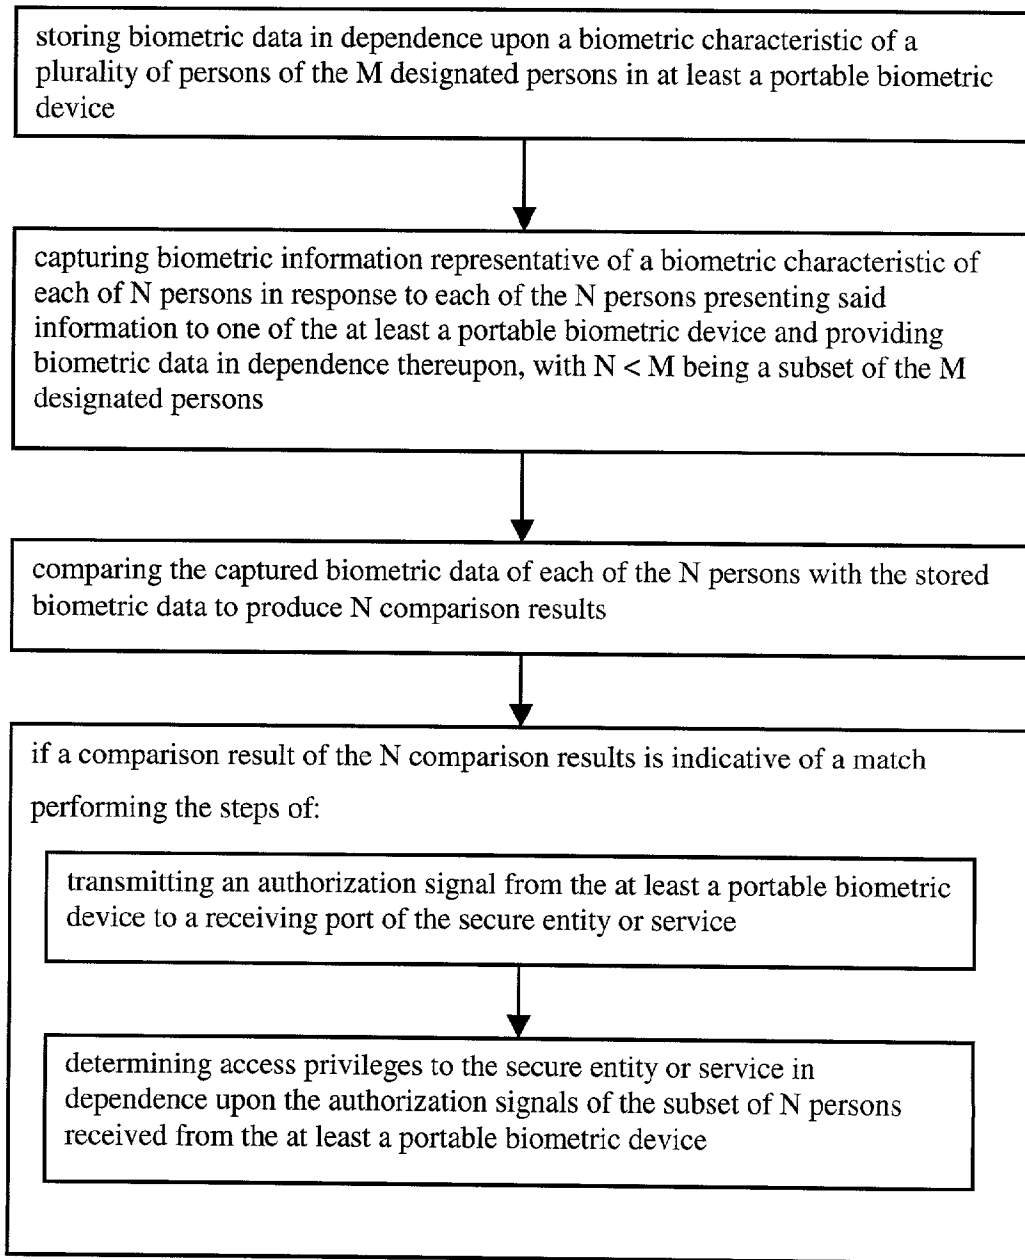 storing biometric data in dependence upon a biometric characteristic of a
plurality of persons of the M designated persons in at least a portable biometric
device
capturing biometric information representative of a biometric characteristic of
each of N persons in response to each of the N persons presenting said
information to one of the at least a portable biometric device and providing
biometric data in dependence thereupon, with N < M being a subset of the M
designated persons
comparing the captured biometric data of each of the N persons with the stored
biometric data to produce N comparison results
if a comparison result of the N comparison results is indicative of a match
performing the steps of:
transmitting an authorization signal from the at least a portable biometric
device to a receiving port of the secure entity or service
determining access privileges to the secure entity or service in
dependence upon the authorization signals of the subset of N persons
received from the at least a portable biometric device